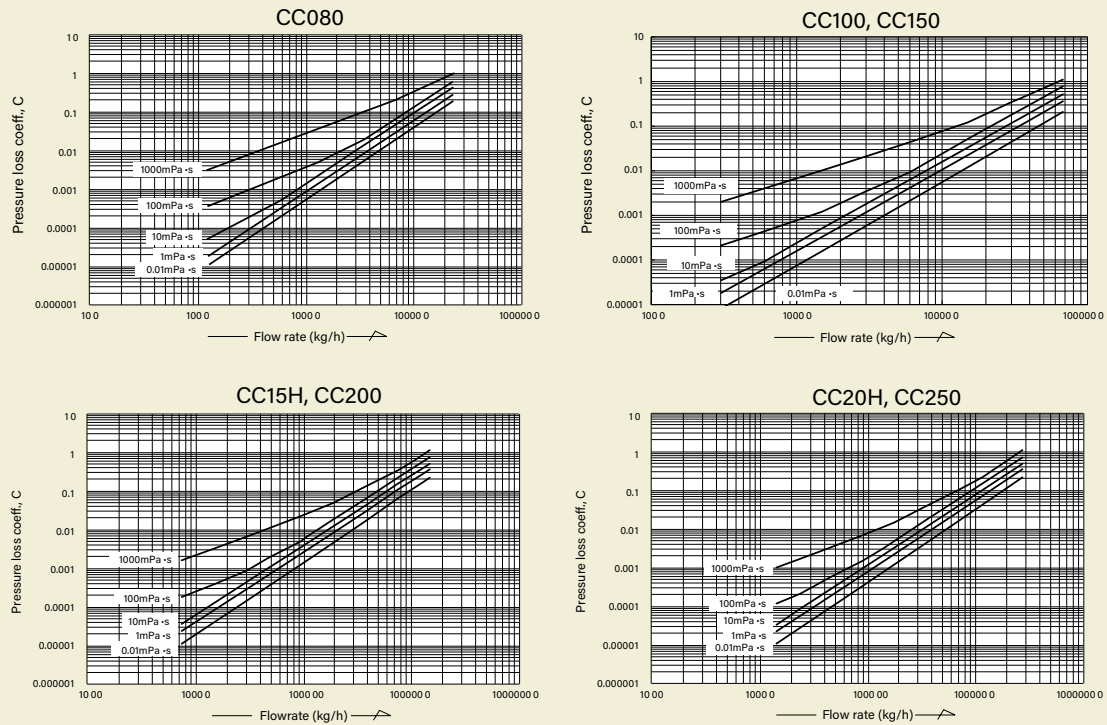 CC080
10
1
0.1
0.01
0.001
0.0001
0.00001
0.000001
Pressure loss coeff., C
1000mPa•s
100mPa•s
10mPa•s
1mPa•s
0.01mPa•s
10 0 100 0 1000 0 10000 0 100000 0
Flow rate (kg/h)
CC100, CC150
10
1
0.1
0.01
0.001
0.0001
0.00001
Pressure loss coeff., C
1000mPa•s
100mPa•s
10mPa•s
1mPa•s 0.01mPa•s
100 0 1000 0 10000 0 100000 0
Flow rate (kg/h)
CC15H, CC200
10
1
0.1
0.01
0.001
0.0001
0.00001
0.000001
Pressure loss coeff., C
1000mPa•s
100mPa•s
10mPa•s
1mPa•s
0.01mPa•s
10 00 1000 0 1000 00 1000000 0 1000000 0
Flowrate (kg/h)
CC20H, CC250
10
1
0.1
0.01
0.001
0.0001
0.00001
0.000001
Pressure loss coeff., C
1000mPa•s
100mPa•s
10mPa•s
1mPa•s
0.01mPa•s
10 00 1000 0 100000 0 100000 0 1000000 0
Flow rate (kg/h)